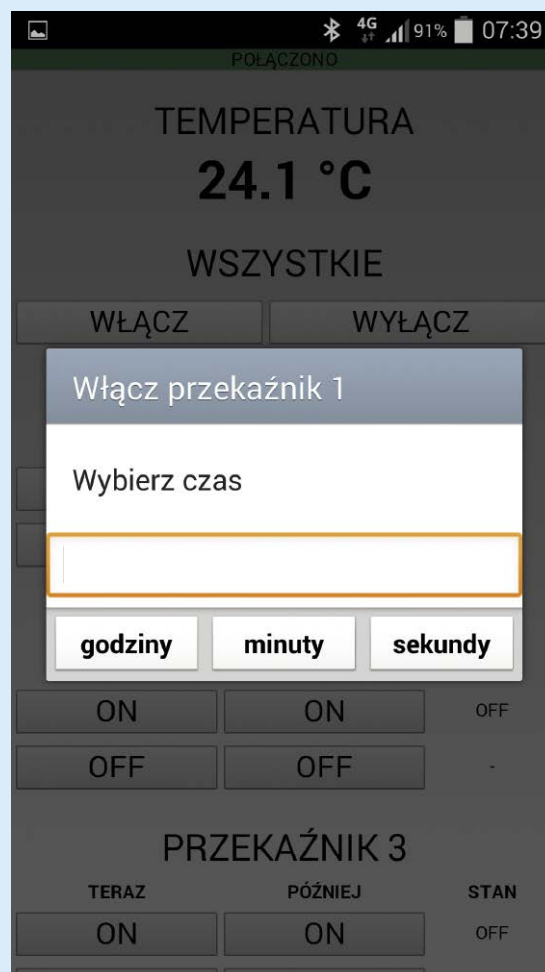 4G 91% 07:39
POŁĄCZONO
TEMPERATURA
24.1 °C
WSZYSTKIE
WŁĄCZ WYŁĄCZ
Włącz przekaźnik 1
Wybierz czas
godziny minuty sekundy
ON ON OFF
OFF OFF -
PRZEKAŹNIK 3
TERAZ PÓŹNIEJ STAN
ON ON OFF